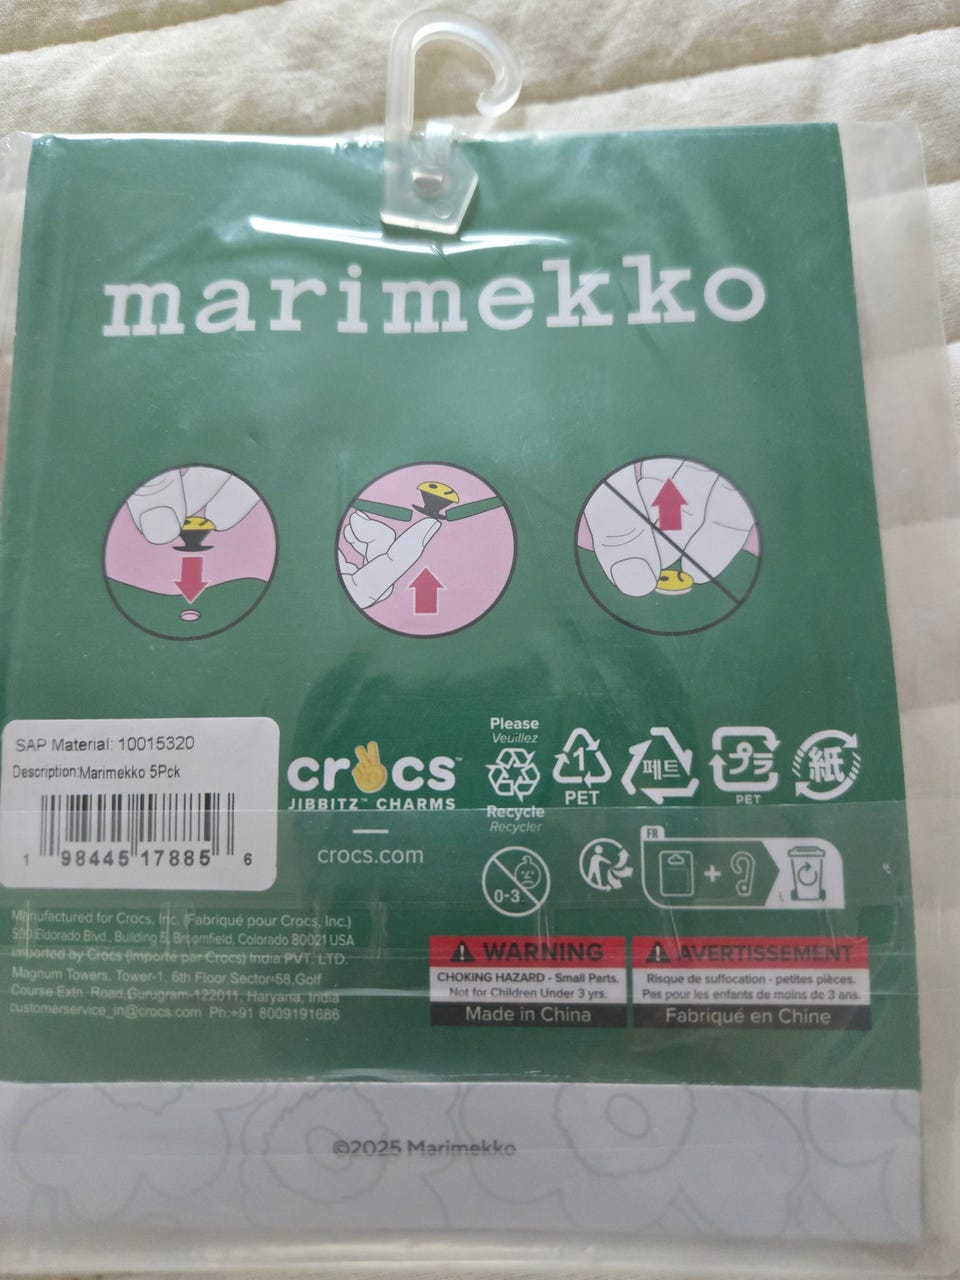 marimekko
SAP Material: 10015320
Description:Marimekko 5Pck
1 98445 17885 6
crocs™
JIBBITZ™ CHARMS
crocs.com
Please
Veuillez
Recycle
Recycler
1
PET
페트
プラ
PET
紙
0-3
FR
+
Manufactured for Crocs, Inc. (Fabriqué pour Crocs, Inc.)
500 Eldorado Blvd., Building 5, Broomfield, Colorado 80021 USA
Imported by Crocs (Importé par Crocs) India PVT. LTD.
Magnum Towers, Tower-1, 6th Floor Sector-58, Golf
Course Extn. Road Gurugram-122011, Haryana, India
customerservice_in@crocs.com Ph:+91 8009191686
WARNING
CHOKING HAZARD - Small Parts.
Not for Children Under 3 yrs.
Made in China
AVERTISSEMENT
Risque de suffocation - petites pièces.
Pas pour les enfants de moins de 3 ans.
Fabriqué en Chine
©2025 Marimekko